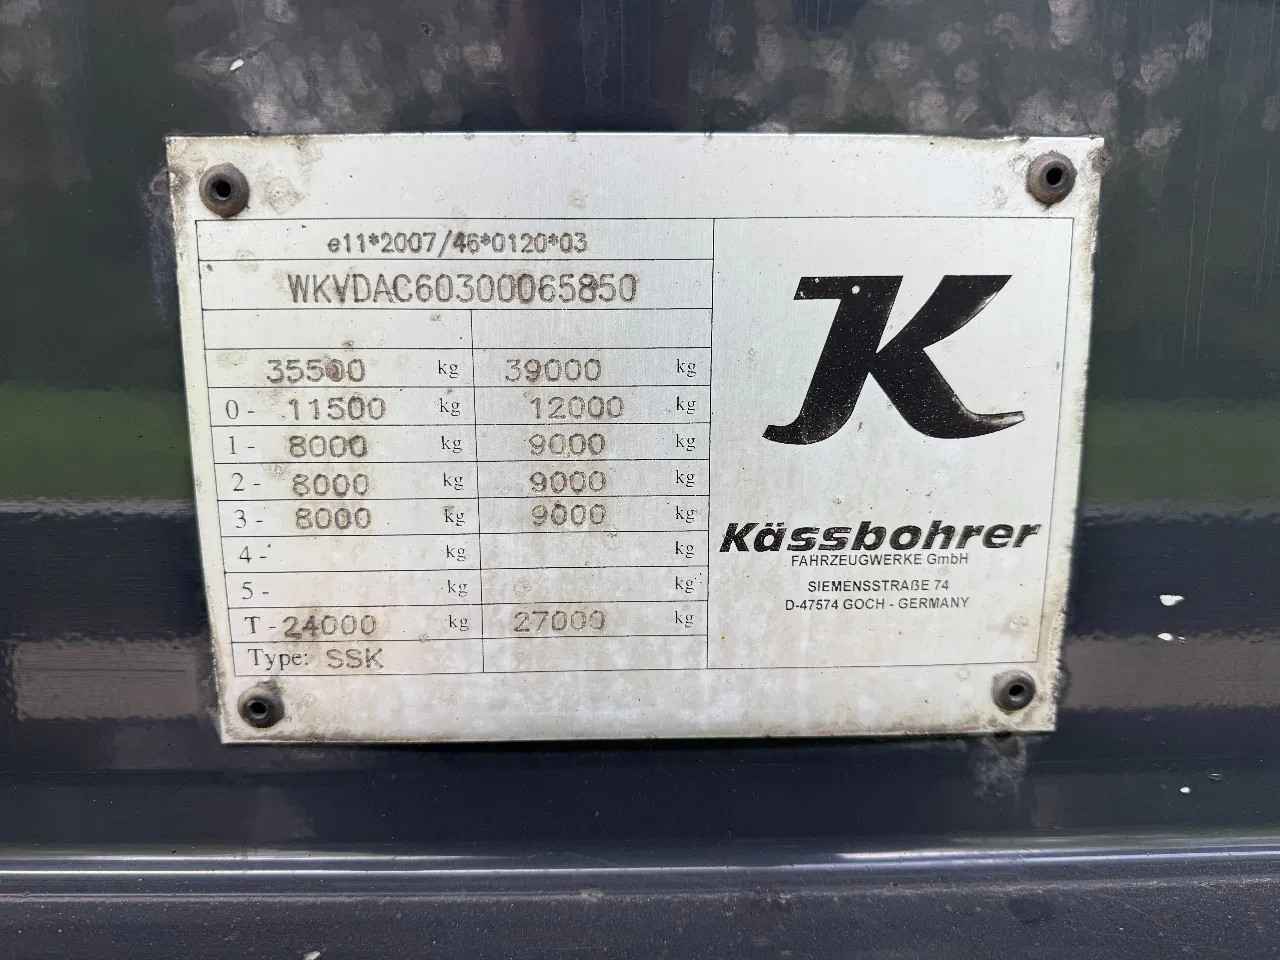 e11*2007/46*0120*03
WKVDAC60300065850
35500 kg 39000 kg
0- 11500 kg 12000 kg
1- 8000 kg 9000 kg
2- 8000 kg 9000 kg
3- 8000 kg 9000 kg
4- kg kg
5- kg kg
T- 24000 kg 27000 kg
Type: SSK
K
Kässbohrer
FAHRZEUGWERKE GmbH
SIEMENSSTRAßE 74
D-47574 GOCH - GERMANY